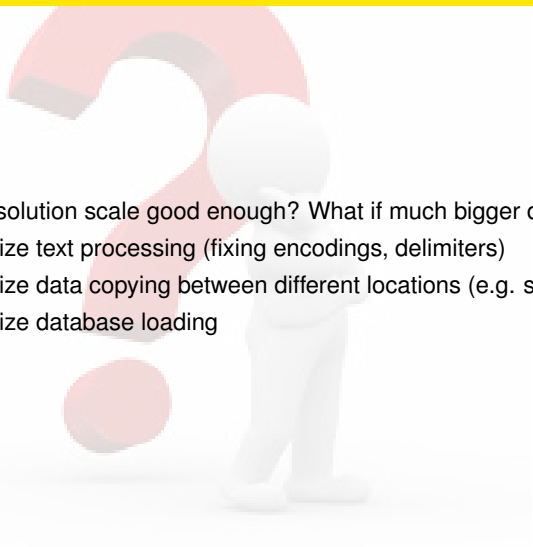 solution scale good enough? What if much bigger
ize text processing (fixing encodings, delimiters)
ize data copying between different locations (e.g. s
ize database loading